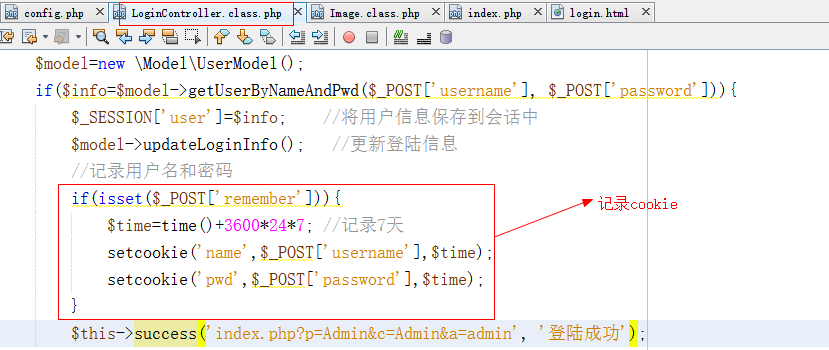 config.php LoginController.class.php Image.class.php index.php login.html
$model=new \Model\UserModel();
if($info=$model->getUserByNameAndPwd($_POST['username'], $_POST['password'])){
$_SESSION['user']=$info; //将用户信息保存到会话中
$model->updateLoginInfo(); //更新登陆信息
//记录用户名和密码
if(isset($_POST['remember'])){
记录cookie
$time=time()+3600*24*7; //记录7天
setcookie('name',$_POST['username'],$time);
setcookie('pwd',$_POST['password'],$time);
}
$this->success('index.php?p=Admin&c=Admin&a=admin', '登陆成功');